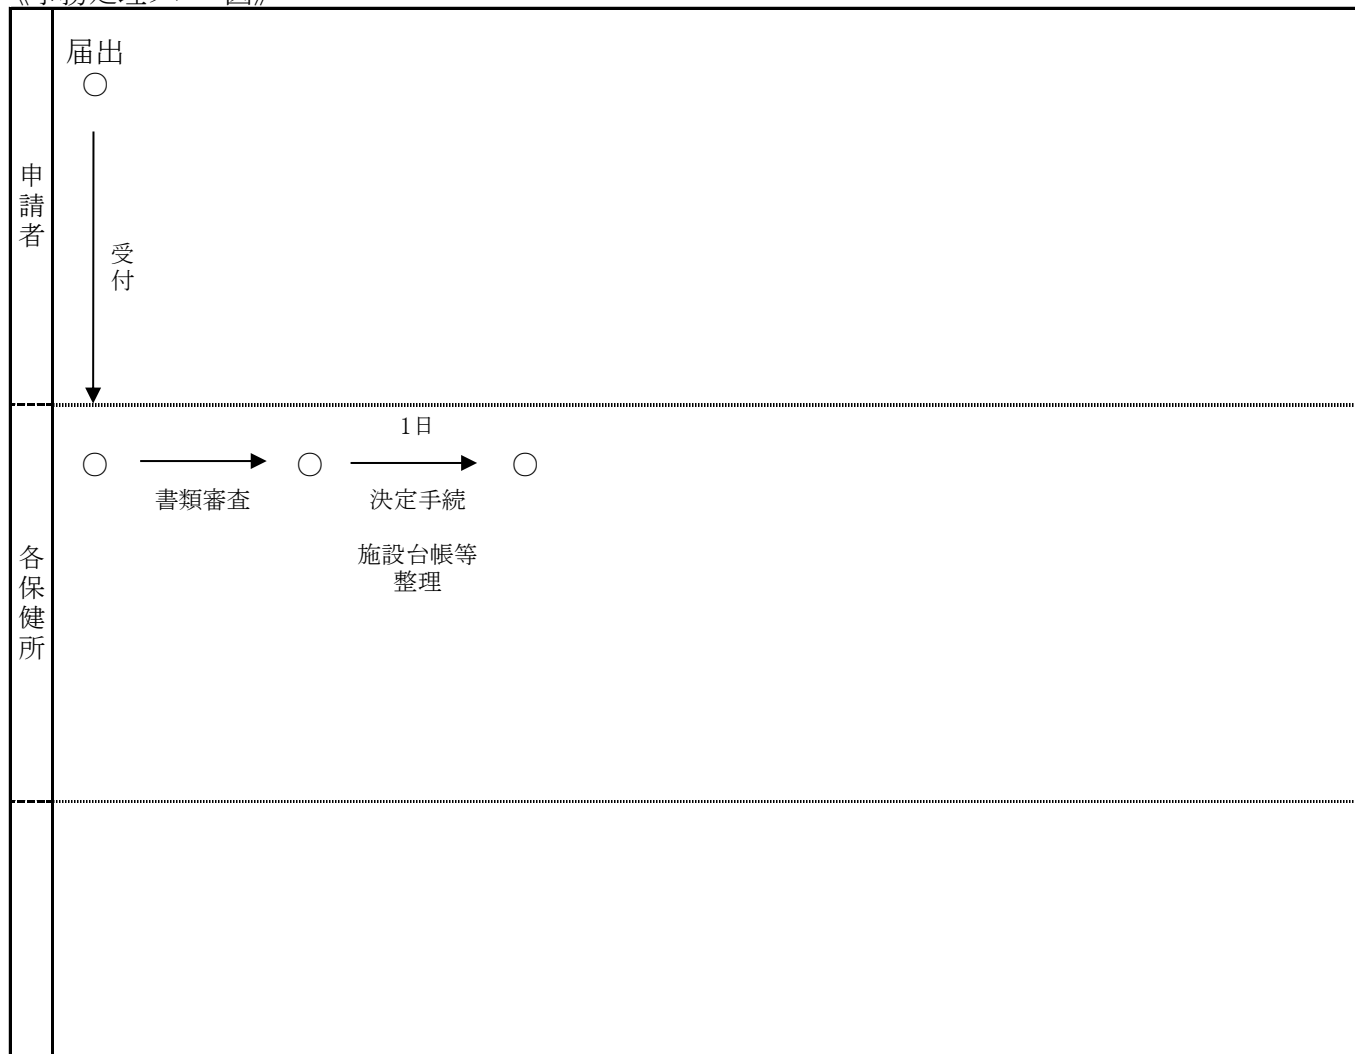 届出
○
申請者
受付
1日
○
○
○
書類審査
決定手続
施設台帳等
整理
各保健所